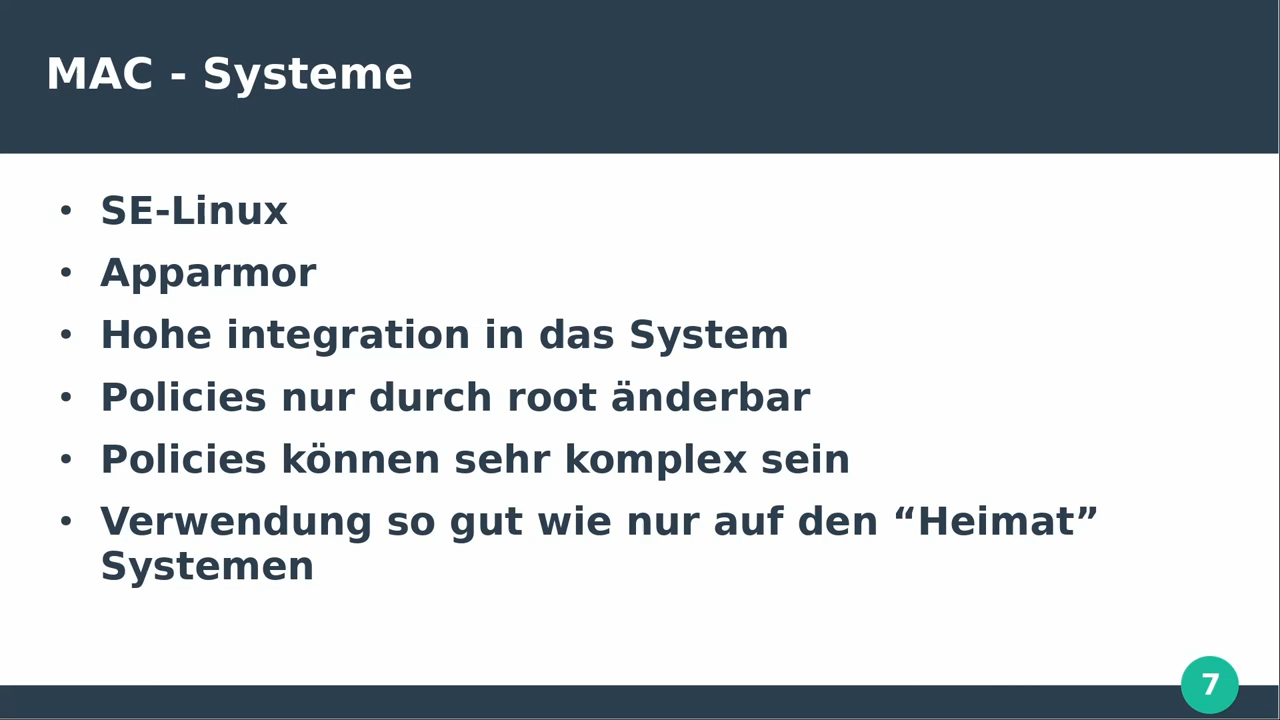 MAC - Systeme
• SE-Linux
• Apparmor
• Hohe integration in das System
• Policies nur durch root änderbar
• Policies können sehr komplex sein
• Verwendung so gut wie nur auf den “Heimat”
Systemen
7